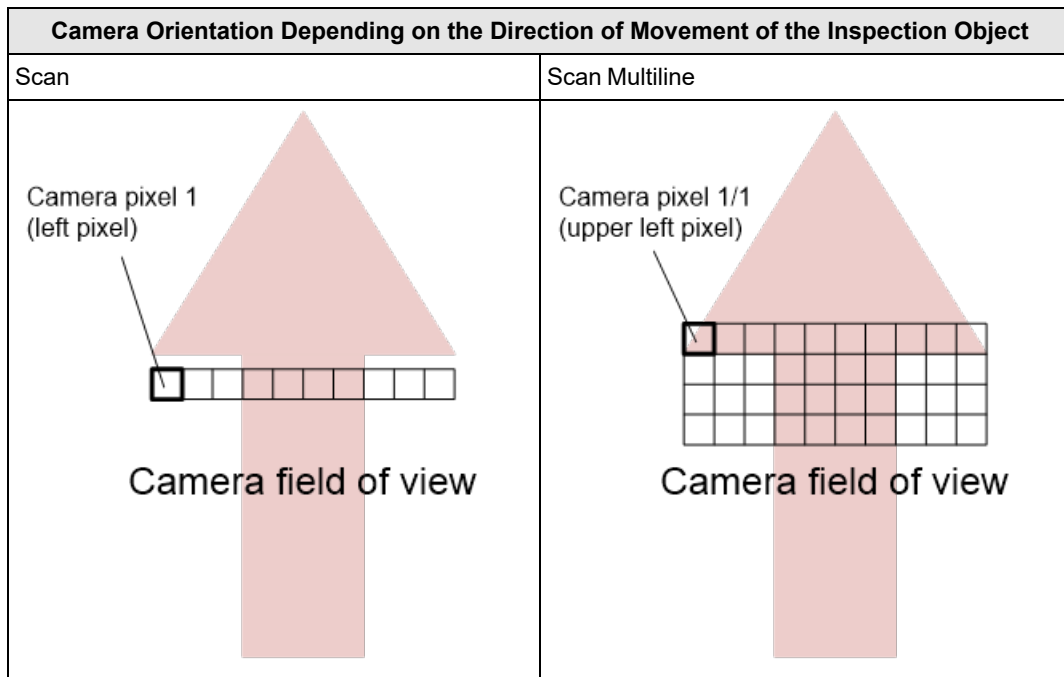 Camera Orientation Depending on the Direction of Movement of the Inspection Object
Scan
Scan Multiline
Camera pixel 1
(left pixel)
Camera field of view
Camera pixel 1/1
(upper left pixel)
Camera field of view